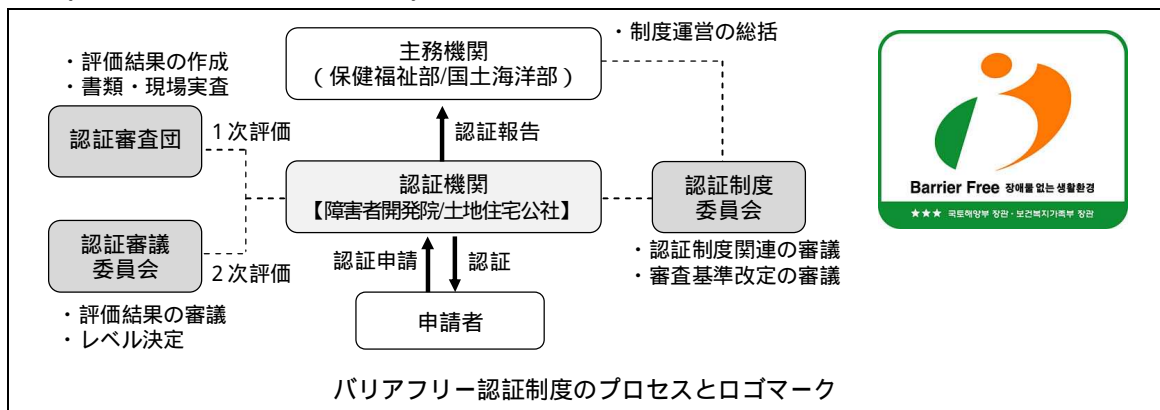 ・制度運営の総括
主務機関
（保健福祉部/国土海洋部）
・評価結果の作成
・書類・現場実査
認証審査団
1次評価
認証報告
認証機関
【障害者開発院/土地住宅公社】
認証制度
委員会
認証審議
委員会
2次評価
認証申請
認証
・認証制度関連の審議
・審査基準改定の審議
・評価結果の審議
・レベル決定
申請者
Barrier Free 장애물 없는 생활환경
★★★ 국토해양부 장관·보건복지가족부 장관
バリアフリー認証制度のプロセスとロゴマーク